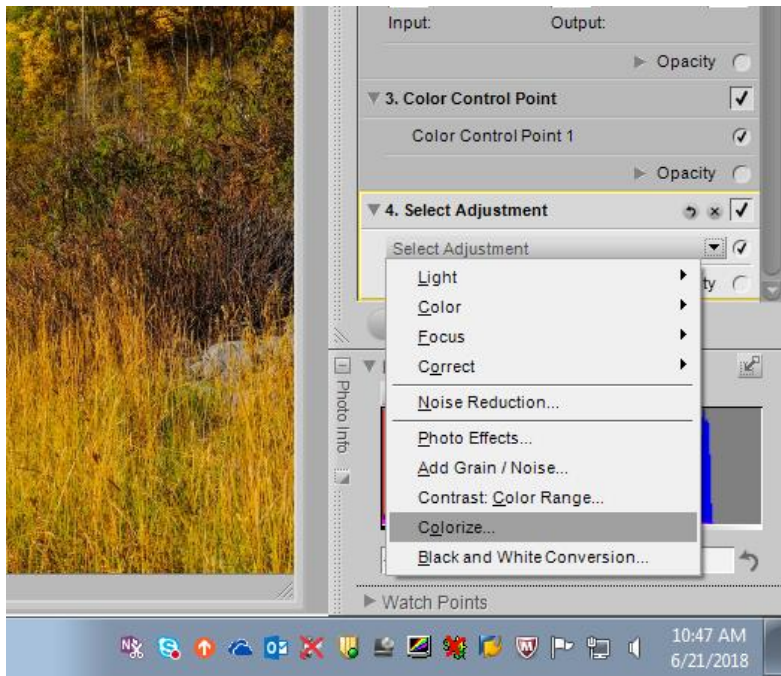 Input: Output:
Opacity
3. Color Control Point
Color Control Point 1
Opacity
4. Select Adjustment
Select Adjustment
Light
ty
Color
Focus
Correct
Noise Reduction...
Photo Info
Photo Effects...
Add Grain / Noise...
Contrast: Color Range...
Colorize...
Black and White Conversion...
Watch Points
10:47 AM
6/21/2018